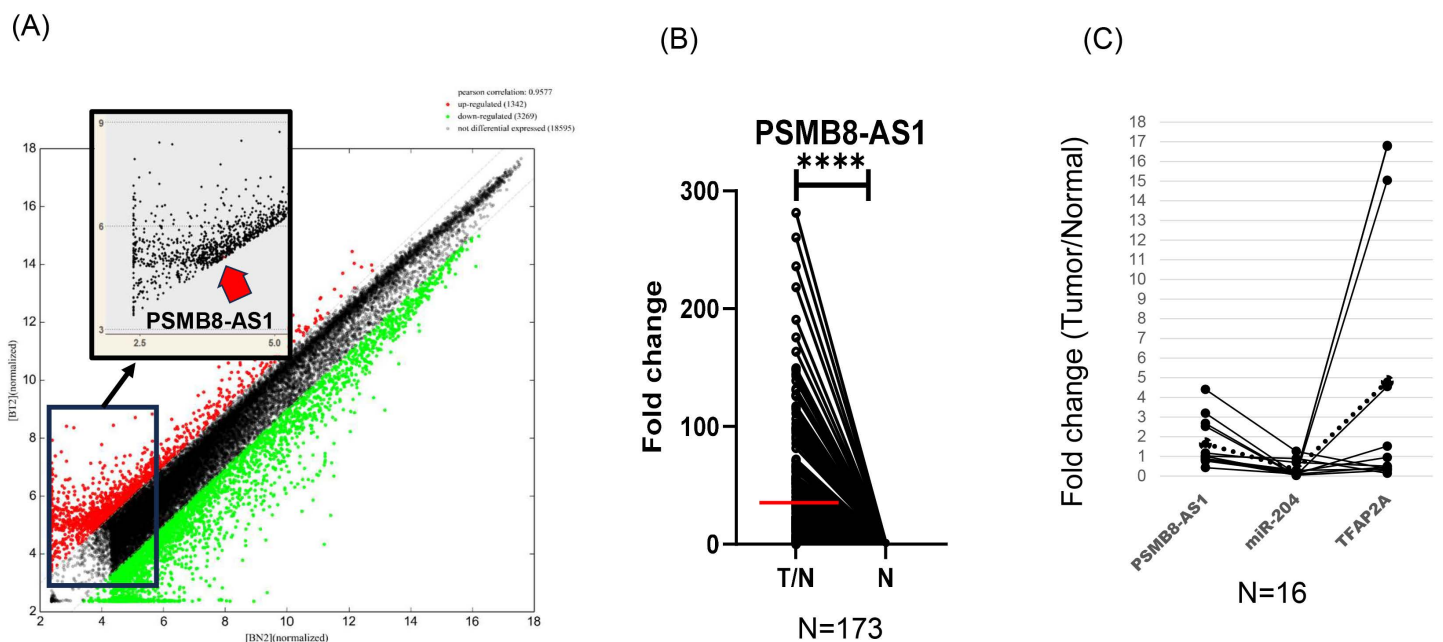 (A)
(B)
(C)
pearson correlation: 0.9577
up-regulated (1342)
down-regulated (3269)
not differential expressed (18595)
18
16
14
12
10
8
6
4
2
[BT2](normalized)
2 4 6 8 10 12 14 16 18
[BN2](normalized)
9
6
3
2.5 5.0
PSMB8-AS1
PSMB8-AS1
****
300
200
100
0
Fold change
T/N N
N=173
18
17
16
15
14
13
12
11
10
9
8
7
6
5
4
3
2
1
0
Fold change (Tumor/Normal)
PSMB8-AS1 miR-204 TFAP2A
N=16